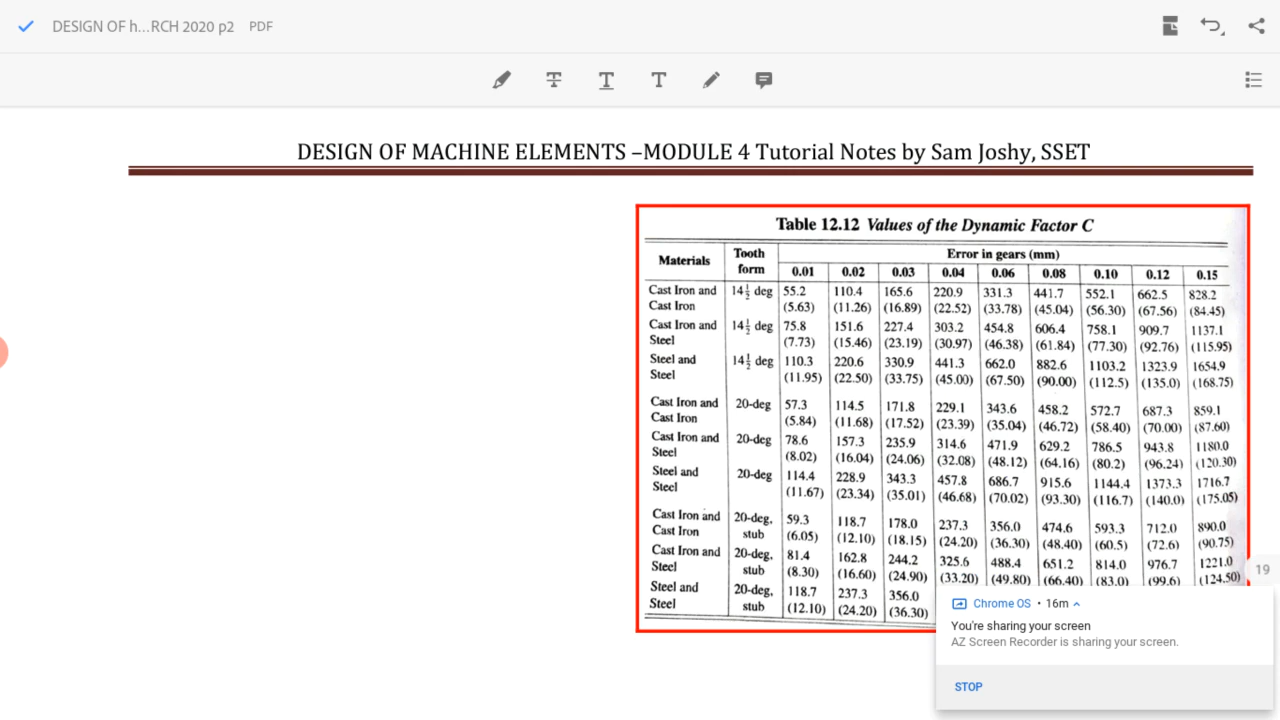 DESIGN OF h...RCH 2020 p2 PDF
DESIGN OF MACHINE ELEMENTS –MODULE 4 Tutorial Notes by Sam Joshy, SSET
Table 12.12 Values of the Dynamic Factor C
Materials Tooth form Error in gears (mm)
0.01 0.02 0.03 0.04 0.06 0.08 0.10 0.12 0.15
Cast Iron and 14½ deg 55.2 110.4 165.6 220.9 331.3 441.7 552.1 662.5 828.2
Cast Iron (5.63) (11.26) (16.89) (22.52) (33.78) (45.04) (56.30) (67.56) (84.45)
Cast Iron and 14½ deg 75.8 151.6 227.4 303.2 454.8 606.4 758.1 909.7 1137.1
Steel (7.73) (15.46) (23.19) (30.97) (46.38) (61.84) (77.30) (92.76) (115.95)
Steel and 14½ deg 110.3 220.6 330.9 441.3 662.0 882.6 1103.2 1323.9 1654.9
Steel (11.95) (22.50) (33.75) (45.00) (67.50) (90.00) (112.5) (135.0) (168.75)
Cast Iron and 20-deg 57.3 114.5 171.8 229.1 343.6 458.2 572.7 687.3 859.1
Cast Iron (5.84) (11.68) (17.52) (23.39) (35.04) (46.72) (58.40) (70.00) (87.60)
Cast Iron and 20-deg 78.6 157.3 235.9 314.6 471.9 629.2 786.5 943.8 1180.0
Steel (8.02) (16.04) (24.06) (32.08) (48.12) (64.16) (80.2) (96.24) (120.30)
Steel and 20-deg 114.4 228.9 343.3 457.8 686.7 915.6 1144.4 1373.3 1716.7
Steel (11.67) (23.34) (35.01) (46.68) (70.02) (93.30) (116.7) (140.0) (175.05)
Cast Iron and 20-deg, 59.3 118.7 178.0 237.3 356.0 474.6 593.3 712.0 890.0
Cast Iron stub (6.05) (12.10) (18.15) (24.20) (36.30) (48.40) (60.5) (72.6) (90.75)
Cast Iron and 20-deg, 81.4 162.8 244.2 325.6 488.4 651.2 814.0 976.7 1221.0
Steel stub (8.30) (16.60) (24.90) (33.20) (49.80) (66.40) (83.0) (99.6) (124.50)
Steel and 20-deg, 118.7 237.3 356.0
Steel stub (12.10) (24.20) (36.30)
19
Chrome OS • 16m
You're sharing your screen
AZ Screen Recorder is sharing your screen.
STOP